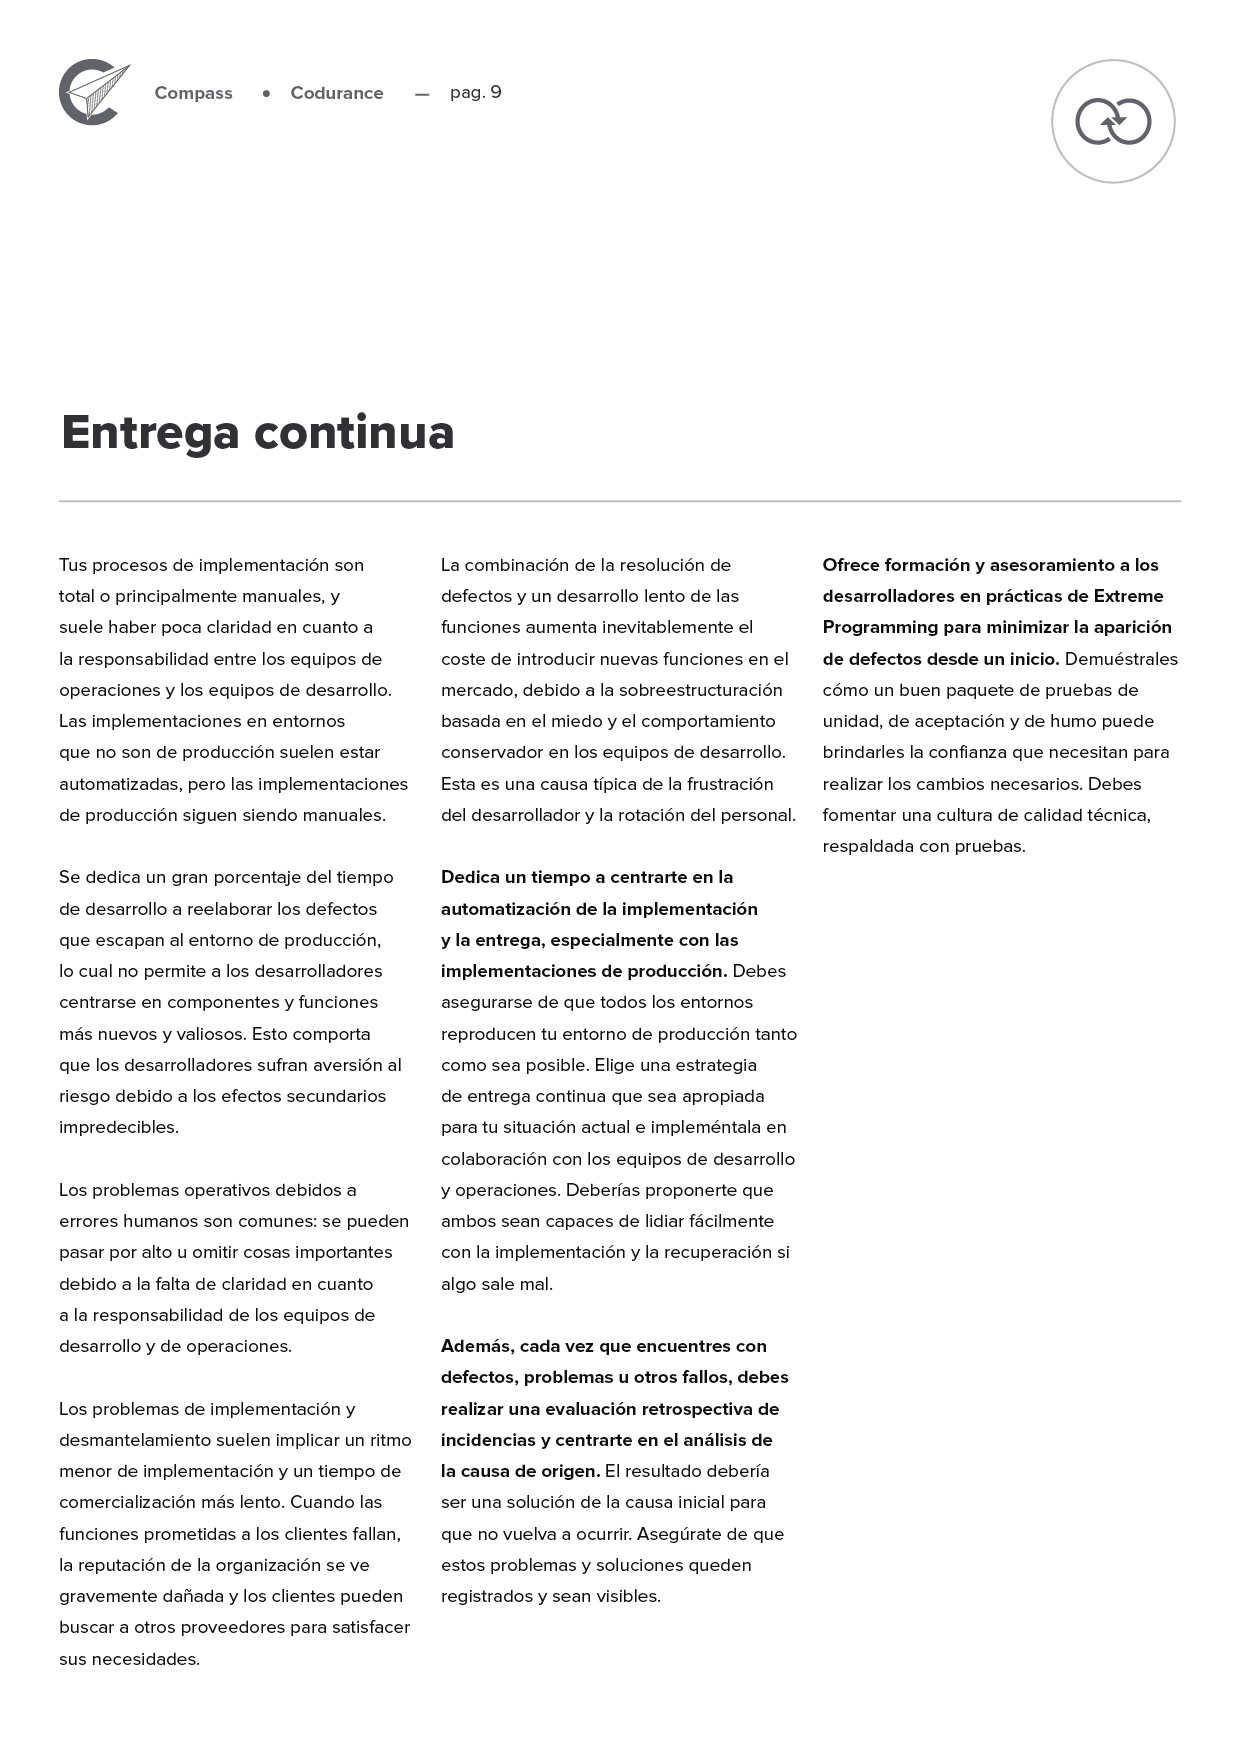 Compass • Codurance — pag. 9
Entrega continua
Tus procesos de implementación son
total o principalmente manuales, y
suele haber poca claridad en cuanto a
la responsabilidad entre los equipos de
operaciones y los equipos de desarrollo.
Las implementaciones en entornos
que no son de producción suelen estar
automatizadas, pero las implementaciones
de producción siguen siendo manuales.
Se dedica un gran porcentaje del tiempo
de desarrollo a reelaborar los defectos
que escapan al entorno de producción,
lo cual no permite a los desarrolladores
centrarse en componentes y funciones
más nuevos y valiosos. Esto comporta
que los desarrolladores sufran aversión al
riesgo debido a los efectos secundarios
impredecibles.
Los problemas operativos debidos a
errores humanos son comunes: se pueden
pasar por alto u omitir cosas importantes
debido a la falta de claridad en cuanto
a la responsabilidad de los equipos de
desarrollo y de operaciones.
Los problemas de implementación y
desmantelamiento suelen implicar un ritmo
menor de implementación y un tiempo de
comercialización más lento. Cuando las
funciones prometidas a los clientes fallan,
la reputación de la organización se ve
gravemente dañada y los clientes pueden
buscar a otros proveedores para satisfacer
sus necesidades.
La combinación de la resolución de
defectos y un desarrollo lento de las
funciones aumenta inevitablemente el
coste de introducir nuevas funciones en el
mercado, debido a la sobreestructuración
basada en el miedo y el comportamiento
conservador en los equipos de desarrollo.
Esta es una causa típica de la frustración
del desarrollador y la rotación del personal.
Dedica un tiempo a centrarte en la
automatización de la implementación
y la entrega, especialmente con las
implementaciones de producción. Debes
asegurarse de que todos los entornos
reproducen tu entorno de producción tanto
como sea posible. Elige una estrategia
de entrega continua que sea apropiada
para tu situación actual e impleméntala en
colaboración con los equipos de desarrollo
y operaciones. Deberías proponerte que
ambos sean capaces de lidiar fácilmente
con la implementación y la recuperación si
algo sale mal.
Además, cada vez que encuentres con
defectos, problemas u otros fallos, debes
realizar una evaluación retrospectiva de
incidencias y centrarte en el análisis de
la causa de origen. El resultado debería
ser una solución de la causa inicial para
que no vuelva a ocurrir. Asegúrate de que
estos problemas y soluciones queden
registrados y sean visibles.
Ofrece formación y asesoramiento a los
desarrolladores en prácticas de Extreme
Programming para minimizar la aparición
de defectos desde un inicio. Demuéstrales
cómo un buen paquete de pruebas de
unidad, de aceptación y de humo puede
brindarles la confianza que necesitan para
realizar los cambios necesarios. Debes
fomentar una cultura de calidad técnica,
respaldada con pruebas.